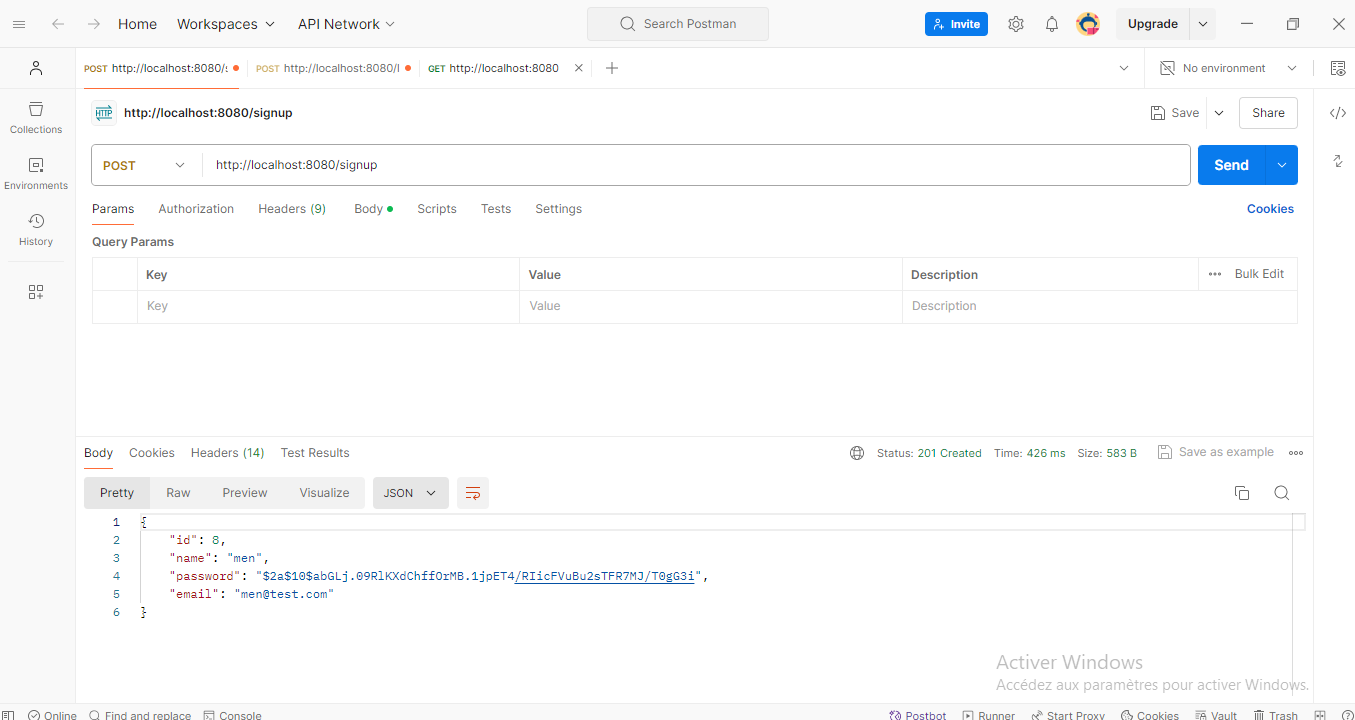 Home Workspaces API Network Search Postman Invite Upgrade
POST http://localhost:8080/s POST http://localhost:8080/l GET http://localhost:8080 No environment
HTTP http://localhost:8080/signup Save Share
Collections
POST http://localhost:8080/signup Send
Environments
Params Authorization Headers (9) Body Scripts Tests Settings Cookies
History
Query Params
Key Value Description Bulk Edit
Key Value Description
Body Cookies Headers (14) Test Results Status: 201 Created Time: 426 ms Size: 583 B Save as example
Pretty Raw Preview Visualize JSON
1 {
2 "id": 8,
3 "name": "men",
4 "password": "$2a$10$abGLj.09RlKXdChffOrMB.1jpET4/RIicFVuBu2sTFR7MJ/T0gG3i",
5 "email": "men@test.com"
6 }
Activer Windows
Accédez aux paramètres pour activer Windows.
Online Find and replace Console Postbot Runner Start Proxy Cookies Vault Trash